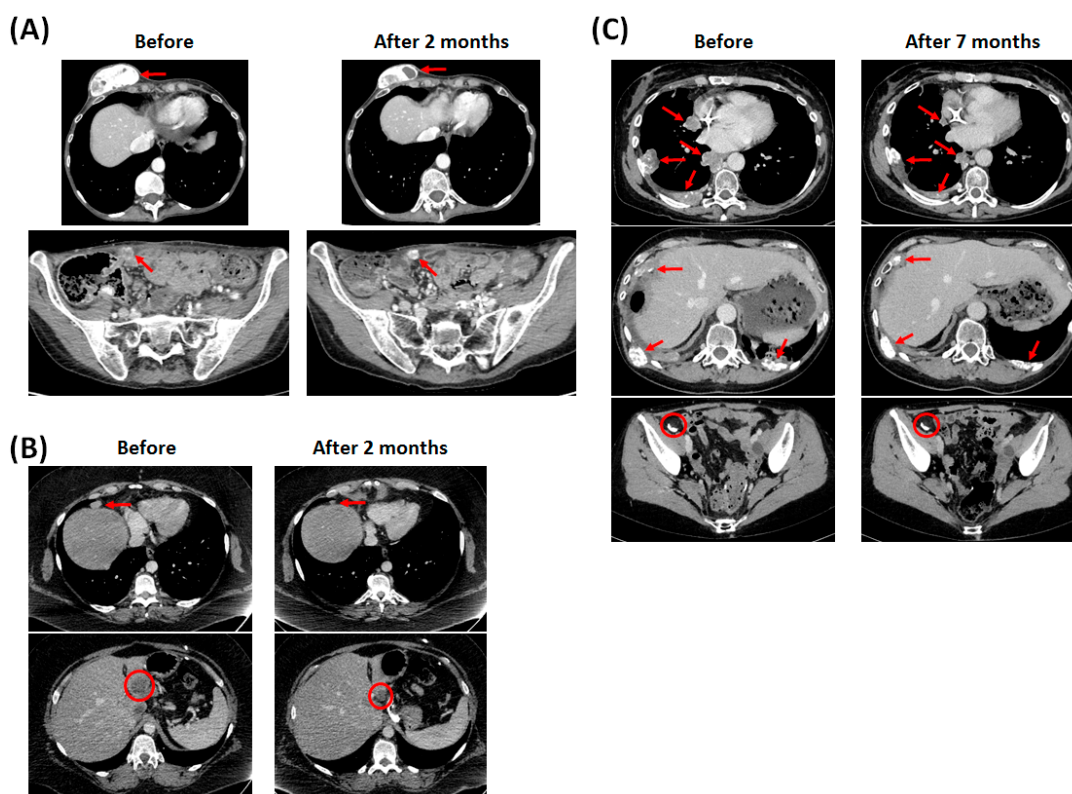 (A)
Before
After 2 months
(B)
Before
After 2 months
(C)
Before
After 7 months